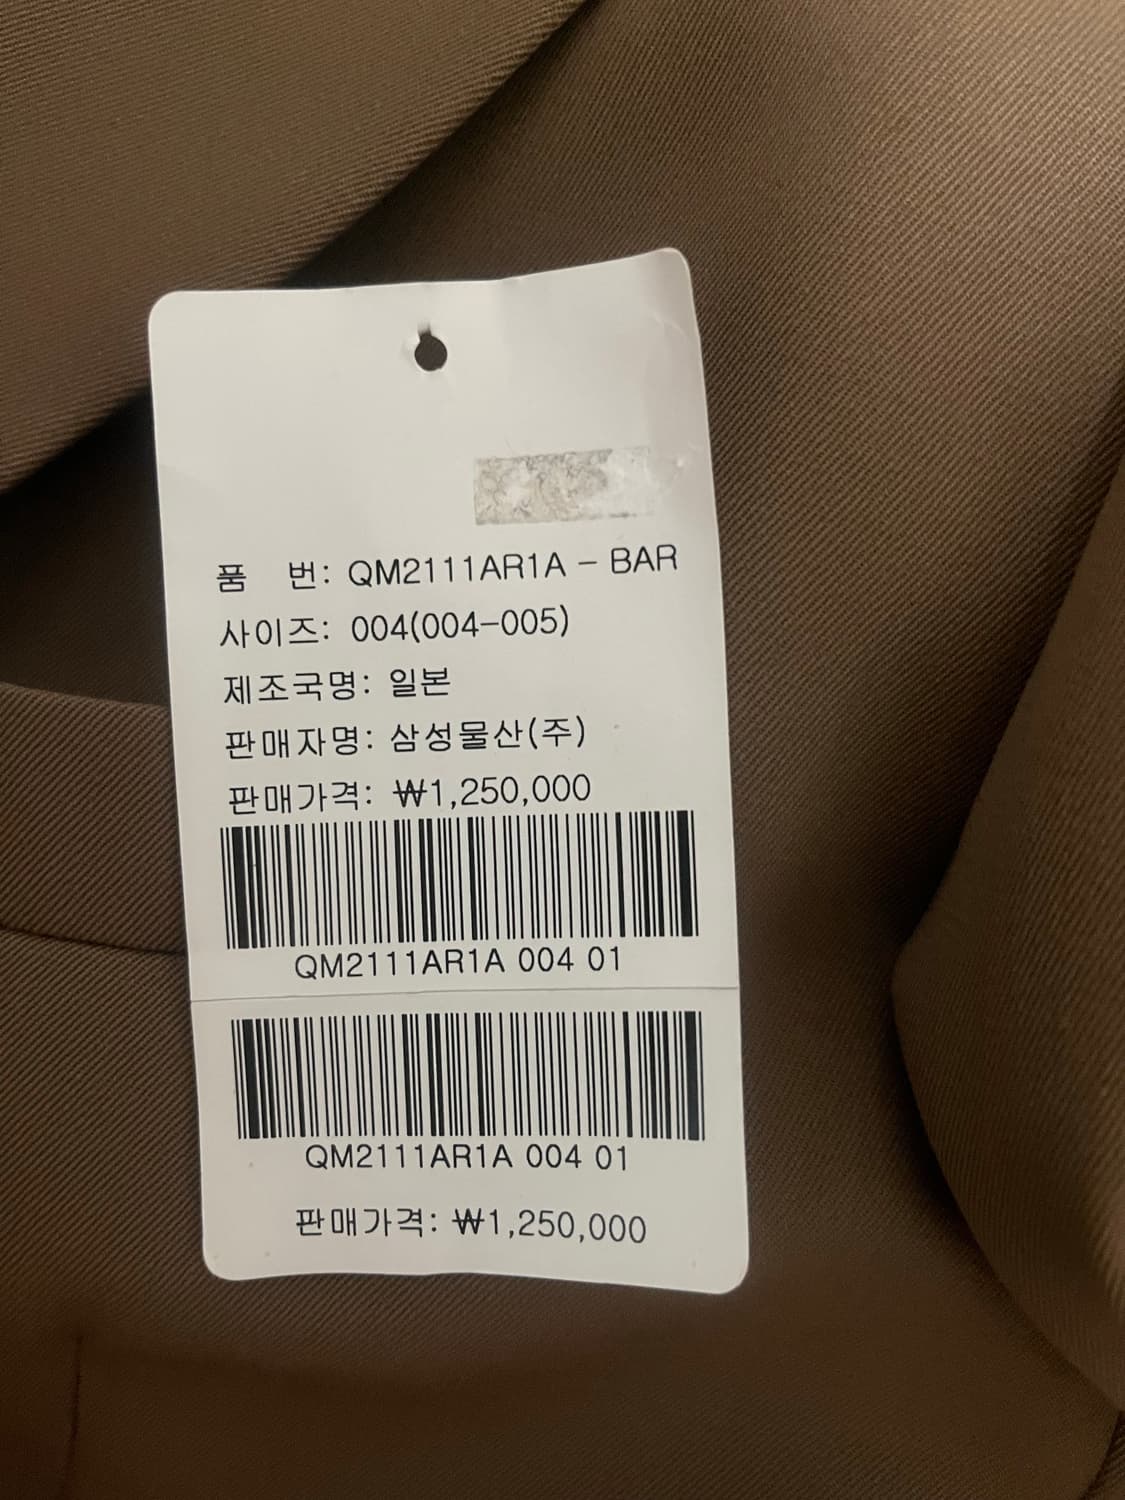 품 번: QM2111AR1A - BAR
사이즈: 004(004-005)
제조국명: 일본
판매자명: 삼성물산(주)
판매가격: ₩1,250,000
QM2111AR1A 004 01
QM2111AR1A 004 01
판매가격: ₩1,250,000